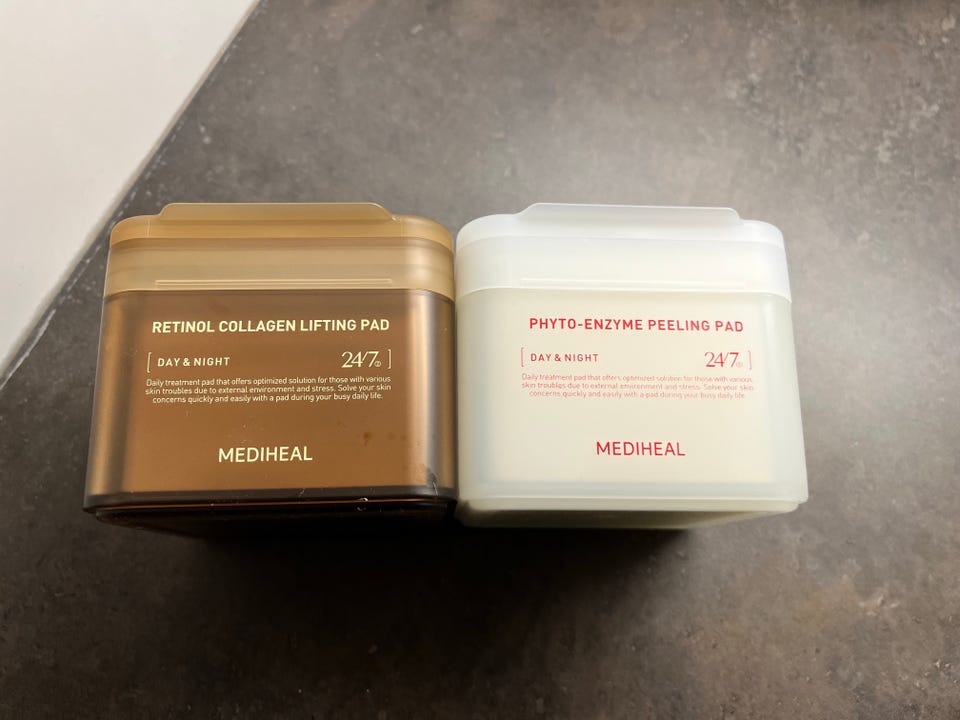 RETINOL COLLAGEN LIFTING PAD
[ DAY & NIGHT 24/7 ]
Daily treatment pad that offers optimized solution for those with various
skin troubles due to external environment and stress. Solve your skin
concerns quickly and easily with a pad during your busy daily life.
MEDIHEAL
PHYTO-ENZYME PEELING PAD
[ DAY & NIGHT 24/7 ]
Daily treatment pad that offers optimized solution for those with various
skin troubles due to external environment and stress. Solve your skin
concerns quickly and easily with a pad during your busy daily life.
MEDIHEAL